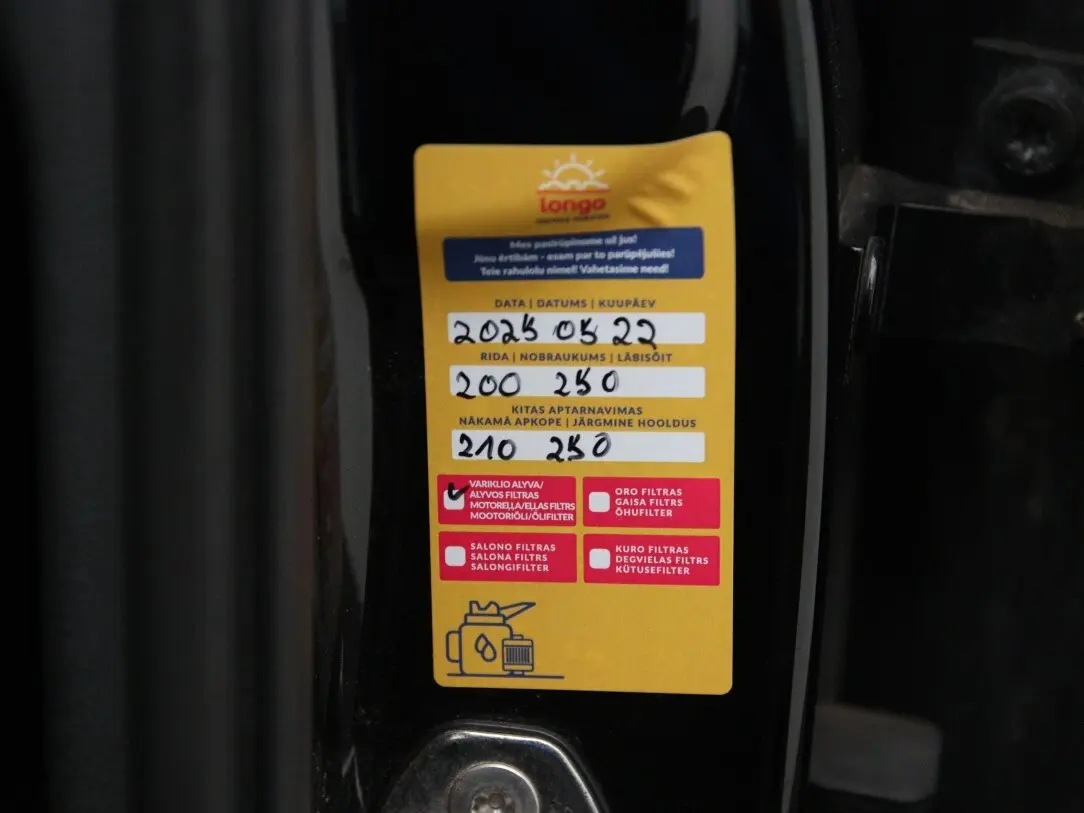 longo
Mes pasirūpinome už jus!
Jūsu ērtībām - esam par to parūpējušies!
Teie rahulolu nimel! Vahetasime need!
DATA | DATUMS | KUUPÄEV
2025 05 22
RIDA | NOBRAUKUMS | LÄBISÕIT
200 250
KITAS APTARNAVIMAS
NĀKAMĀ APKOPE | JÄRGMINE HOOLDUS
210 250
VARIKLIO ALYVA/
ALYVOS FILTRAS
MOTOREĻĻA/EĻĻAS FILTRS
MOOTORIÕLI/ÕLIFILTER
ORO FILTRAS
GAISA FILTRS
ÕHUFILTER
SALONO FILTRAS
SALONA FILTRS
SALONGIFILTER
KURO FILTRAS
DEGVIELAS FILTRS
KÜTUSEFILTER